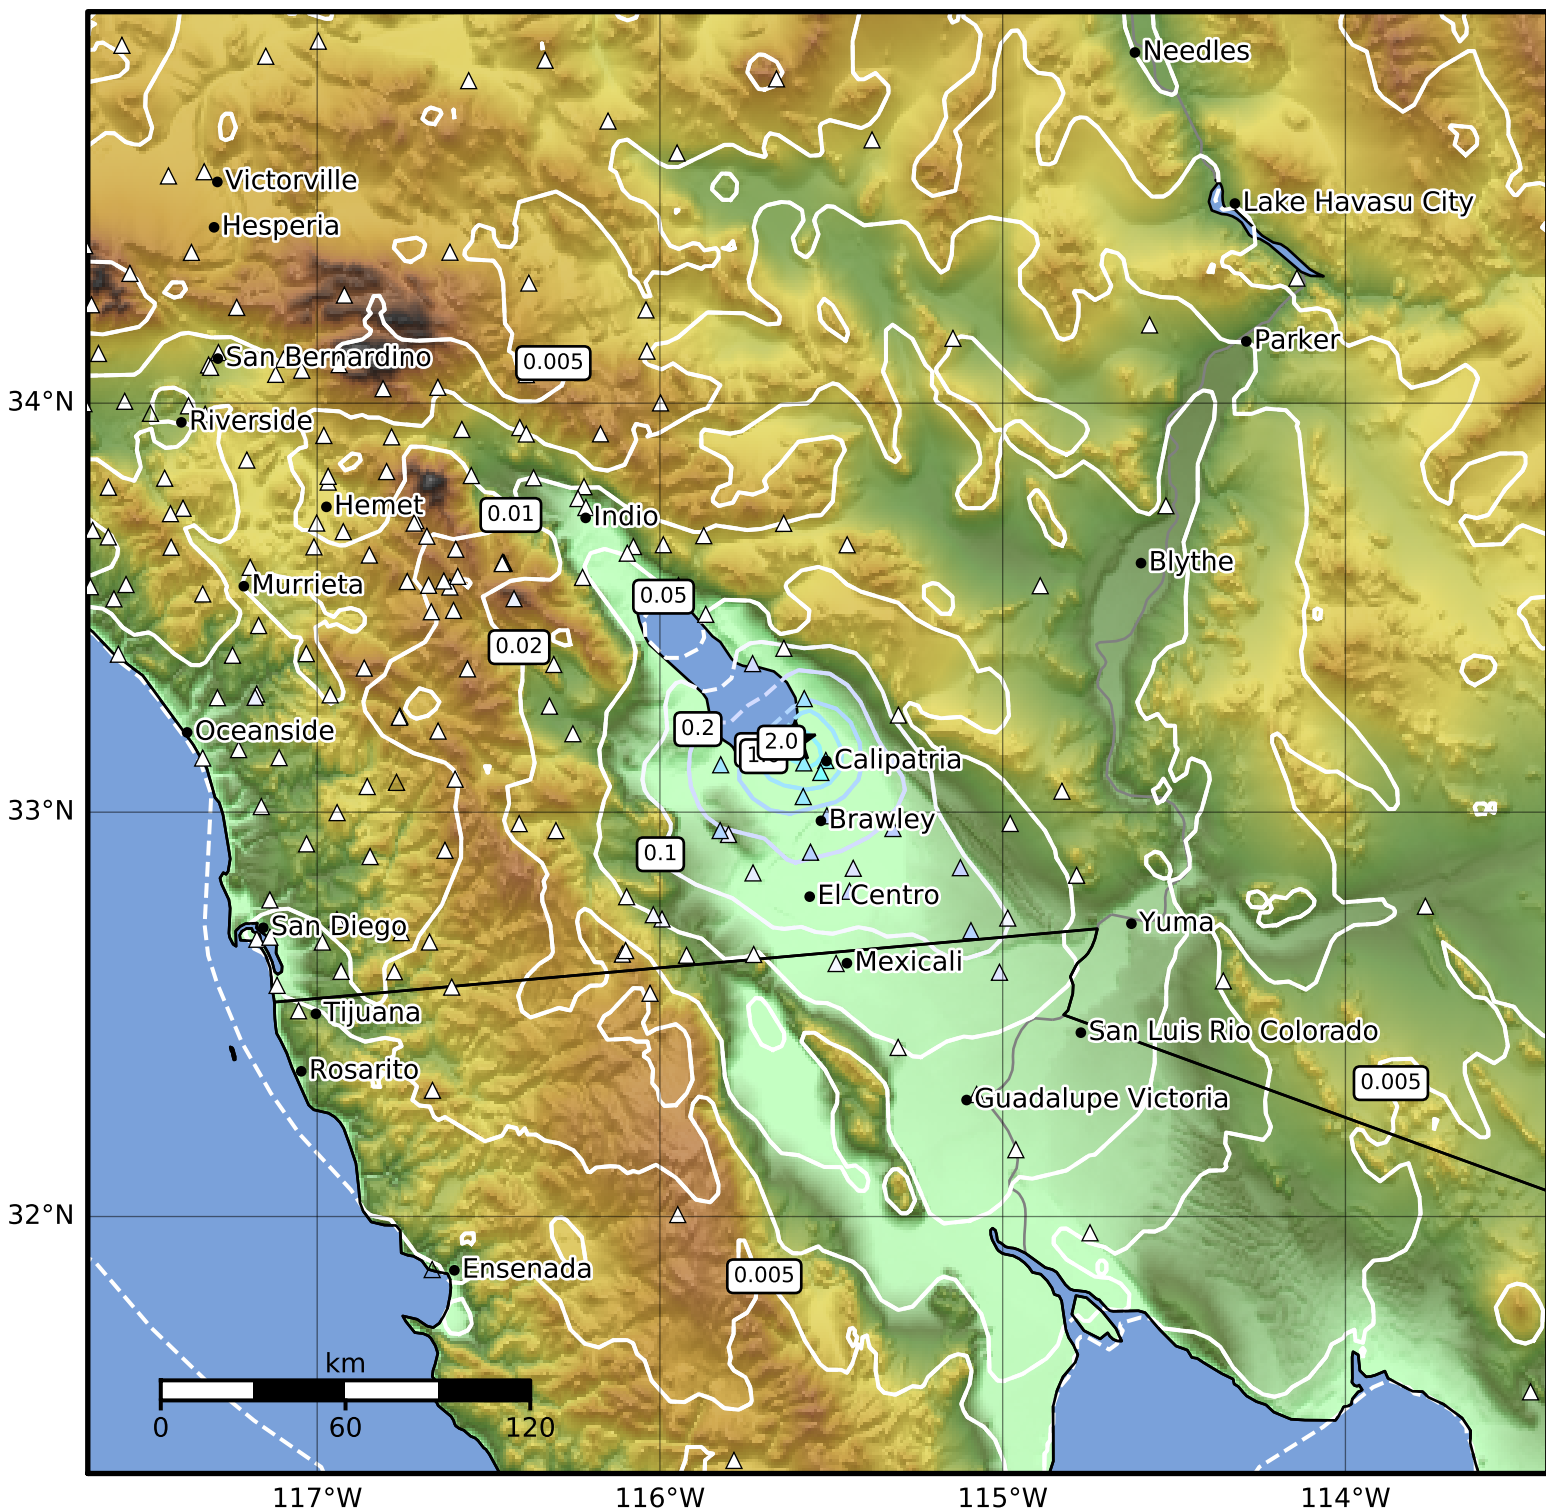 Needles
Victorville
Lake Havasu City
Hesperia
Parker
San Bernardino
0.005
34°N
Riverside
Hemet
0.01
Indio
Blythe
Murrieta
0.05
0.02
Oceanside
0.2
2.0
Calipatria
33°N
Brawley
0.1
El Centro
San Diego
Yuma
Mexicali
Tijuana
San Luis Rio Colorado
Rosarito
0.005
Guadalupe Victoria
32°N
Ensenada
0.005
km
0 60 120
117°W 116°W 115°W 114°W